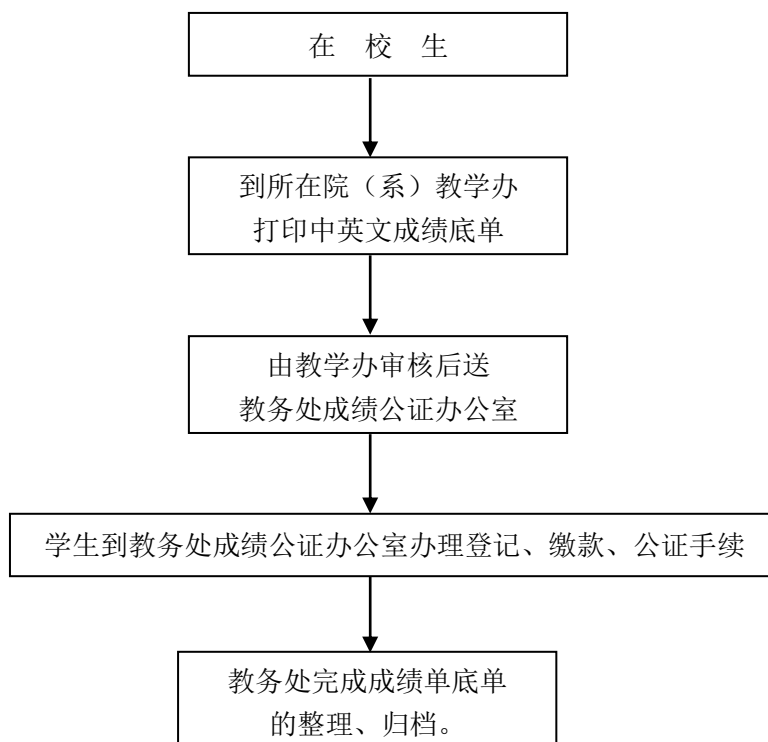 在 校 生
到所在院（系）教学办
打印中英文成绩底单
由教学办审核后送
教务处成绩公证办公室
学生到教务处成绩公证办公室办理登记、缴款、公证手续
教务处完成成绩单底单
的整理、归档。